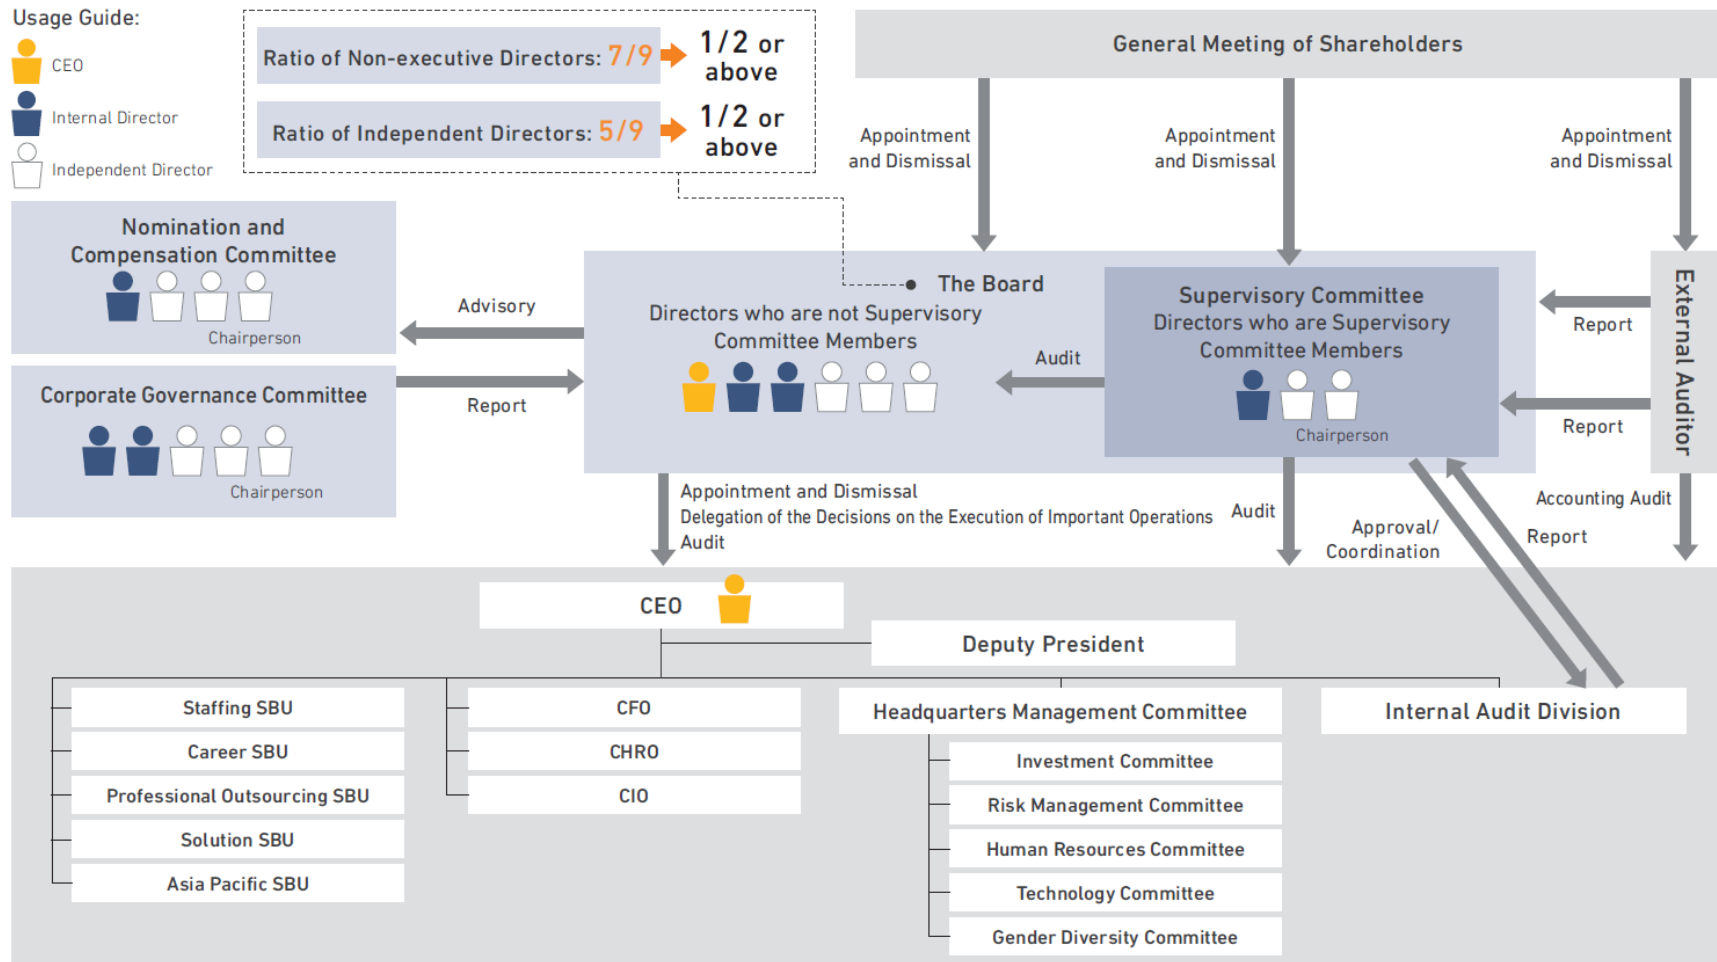 Usage Guide:
CEO
Internal Director
Independent Director
Ratio of Non-executive Directors: 7/9
1/2 or
above
Ratio of Independent Directors: 5/9
1/2 or
above
General Meeting of Shareholders
Appointment
and Dismissal
Appointment
and Dismissal
Appointment
and Dismissal
Nomination and
Compensation Committee
Chairperson
Advisory
Corporate Governance Committee
Chairperson
Report
The Board
Directors who are not Supervisory
Committee Members
Audit
Supervisory Committee
Directors who are Supervisory
Committee Members
Chairperson
Report
Report
External Auditor
Appointment and Dismissal
Delegation of the Decisions on the Execution of Important Operations
Audit
Audit
Approval/
Coordination
Report
Accounting Audit
CEO
Deputy President
Staffing SBU
Career SBU
Professional Outsourcing SBU
Solution SBU
Asia Pacific SBU
CFO
CHRO
CIO
Headquarters Management Committee
Investment Committee
Risk Management Committee
Human Resources Committee
Technology Committee
Gender Diversity Committee
Internal Audit Division